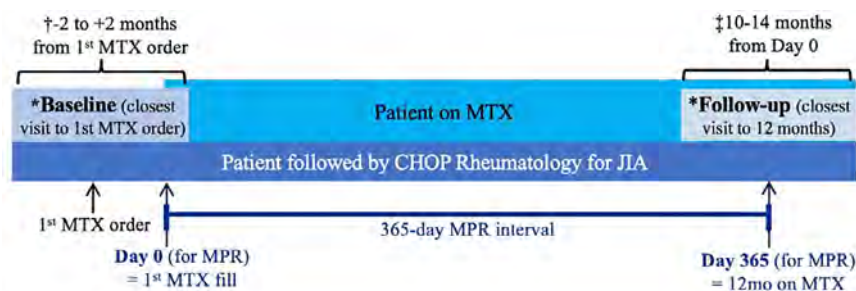 †-2 to +2 months
from 1st MTX order
‡10-14 months
from Day 0
*Baseline (closest
visit to 1st MTX order)
Patient on MTX
*Follow-up (closest
visit to 12 months)
Patient followed by CHOP Rheumatology for JIA
1st MTX order
365-day MPR interval
Day 0 (for MPR)
= 1st MTX fill
Day 365 (for MPR)
= 12mo on MTX